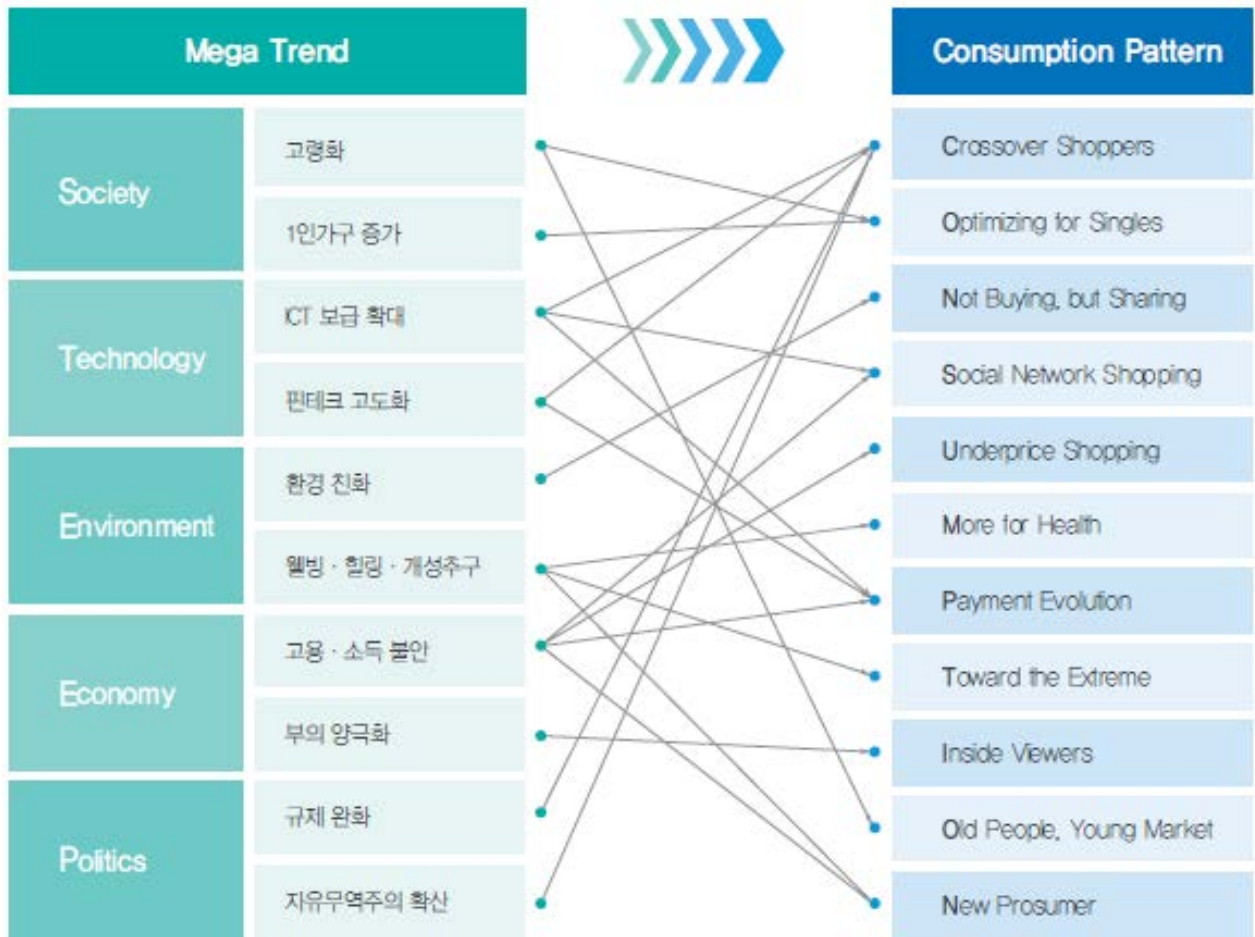 Mega Trend
Consumption Pattern
Society
고령화
1인가구 증가
Technology
ICT 보급 확대
핀테크 고도화
Environment
환경 친화
웰빙 · 힐링 · 개성추구
Economy
고용 · 소득 불안
부의 양극화
Politics
규제 완화
자유무역주의 확산
Crossover Shoppers
Optimizing for Singles
Not Buying, but Sharing
Social Network Shopping
Underprice Shopping
More for Health
Payment Evolution
Toward the Extreme
Inside Viewers
Old People, Young Market
New Prosumer